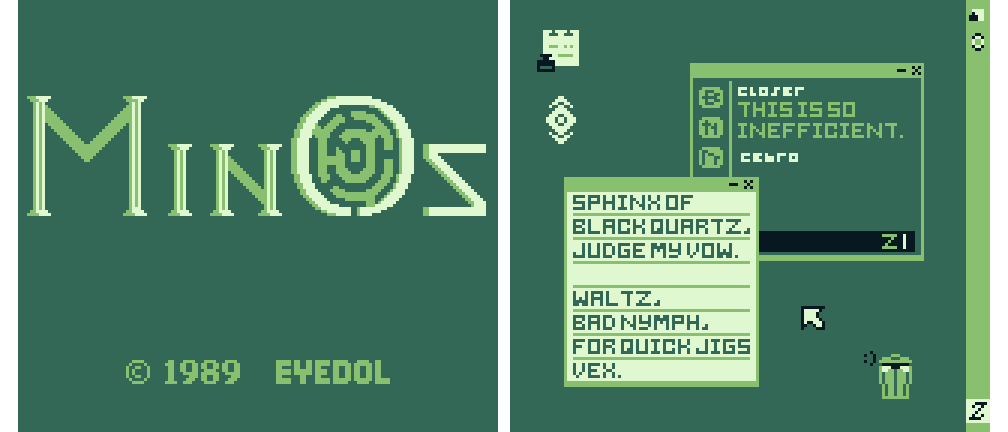 MINOS
© 1989 EYEDOL
CLOSER
THIS IS SO
INEFFICIENT.
Z
SPHINX OF
BLACK QUARTZ,
JUDGE MY VOW.
WALTZ,
BAD NYMPH,
FOR QUICK JIGS
VEX.
:)
Z